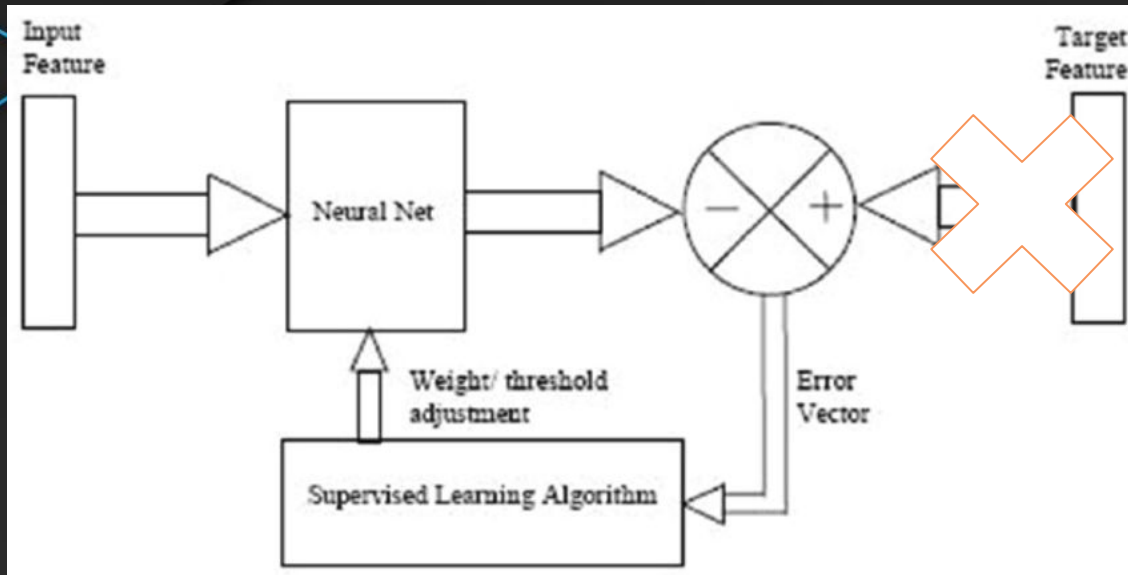 Input
Feature
Target
Feature
Neural Net
− +
Weight/ threshold
adjustment
Error
Vector
Supervised Learning Algorithm